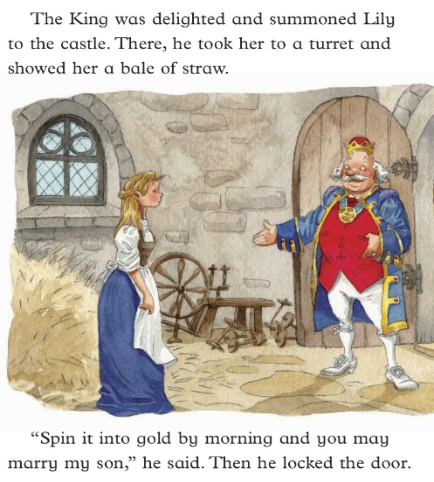 The King was delighted and summoned Lily
to the castle. There, he took her to a turret and
showed her a bale of straw.
“Spin it into gold by morning and you may
marry my son,” he said. Then he locked the door.